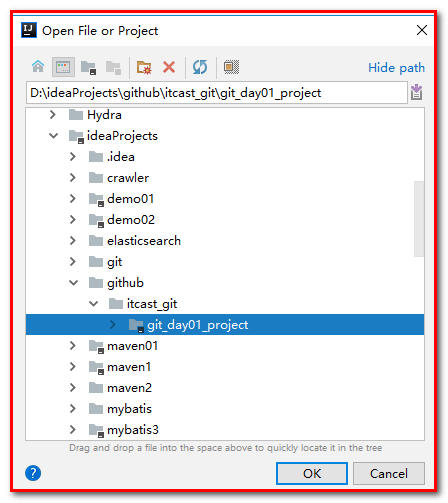 Open File or Project
Hide path
D:\ideaProjects\github\itcast_git\git_day01_project
Hydra
ideaProjects
.idea
crawler
demo01
demo02
elasticsearch
git
github
itcast_git
git_day01_project
maven01
maven1
maven2
mybatis
mybatis3
Drag and drop a file into the space above to quickly locate it in the tree
?
OK
Cancel